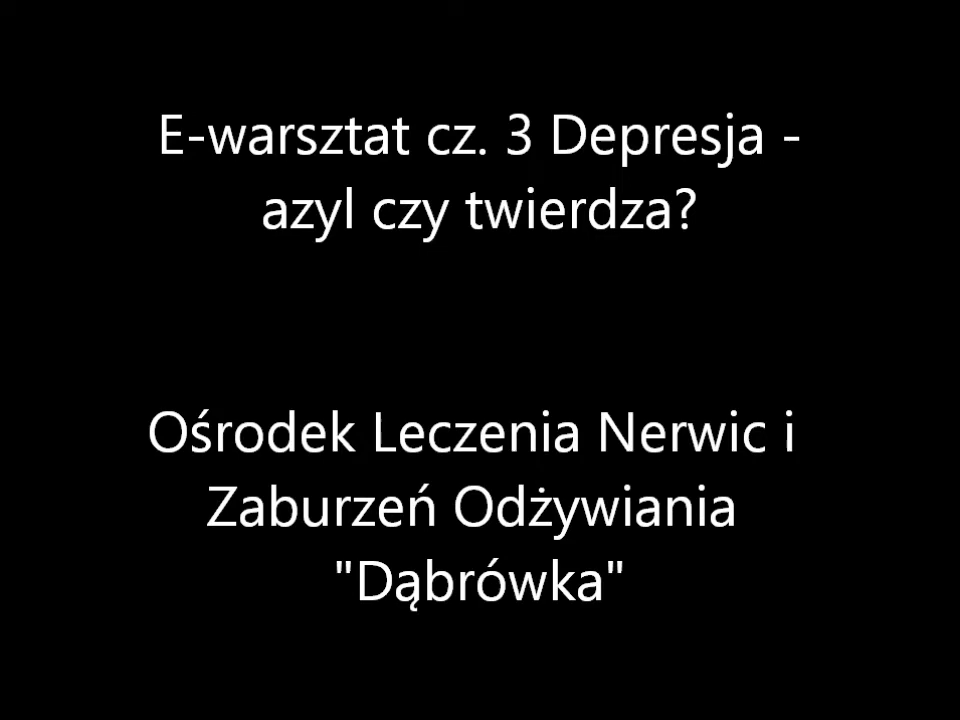 E-warsztat cz. 3 Depresja -
azyl czy twierdza?
Ośrodek Leczenia Nerwic i
Zaburzeń Odżywiania
"Dąbrówka"